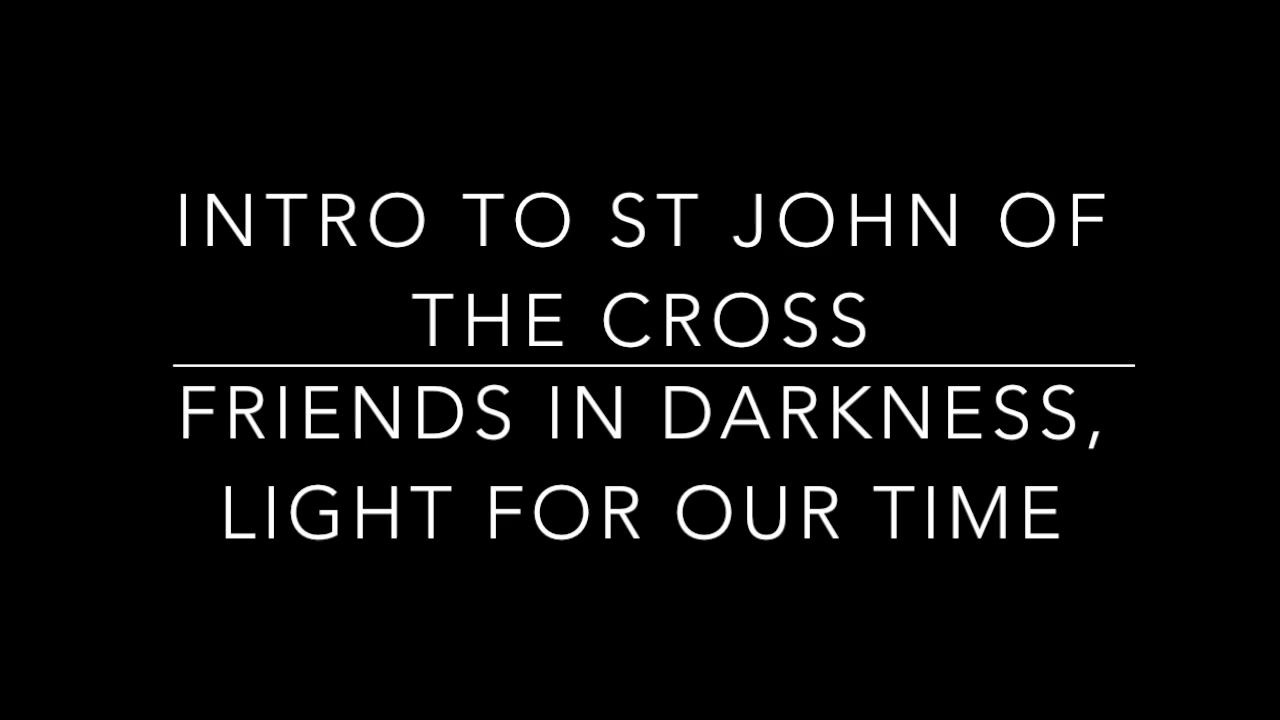 INTRO TO ST JOHN OF
THE CROSS
FRIENDS IN DARKNESS,
LIGHT FOR OUR TIME